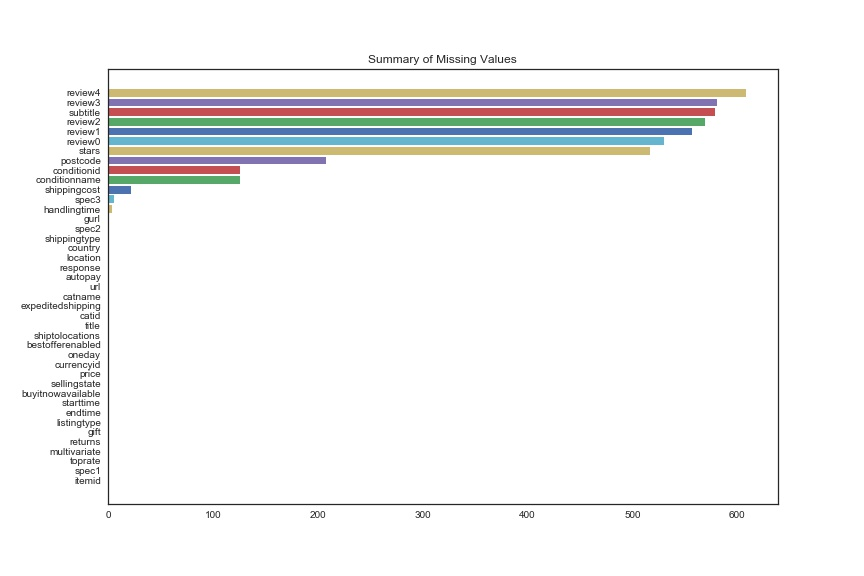 Summary of Missing Values
review4
review3
subtitle
review2
review1
review0
stars
postcode
conditionid
conditionname
shippingcost
spec3
handlingtime
gurl
spec2
shippingtype
country
location
response
autopay
url
catname
expeditedshipping
catid
title
shiptolocations
bestofferenabled
oneday
currencyid
price
sellingstate
buyitnowavailable
starttime
endtime
listingtype
gift
returns
multivariate
toprate
spec1
itemid
0 100 200 300 400 500 600